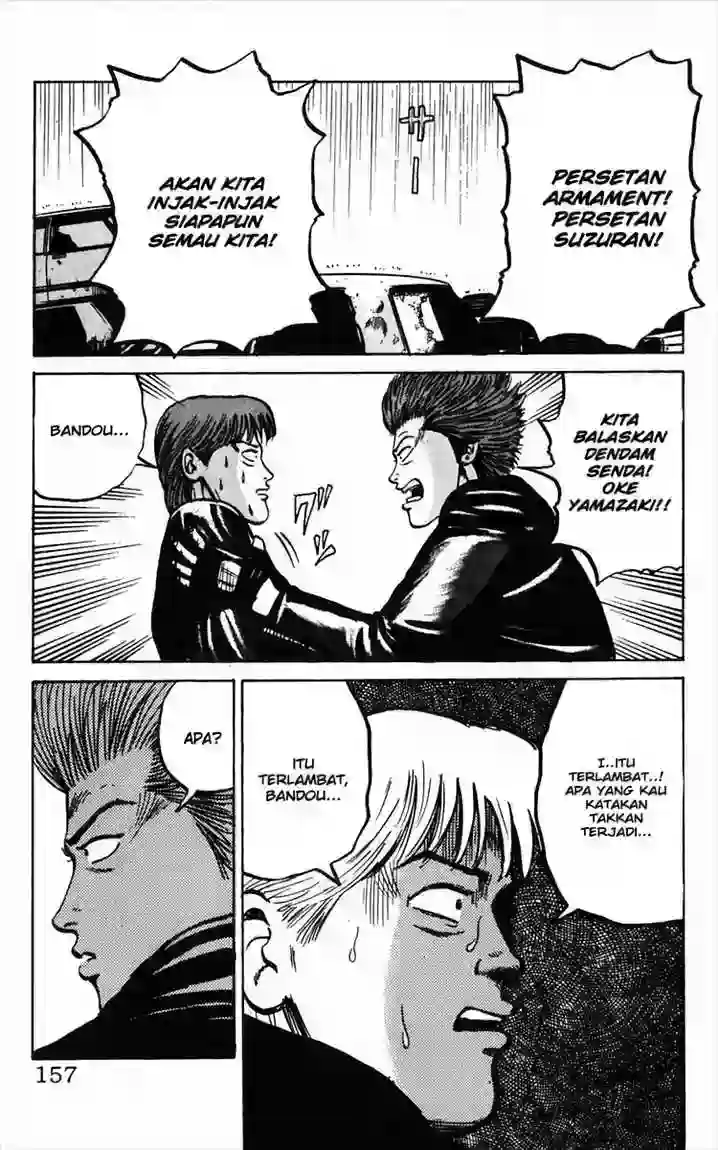 PERSETAN
ARMAMENT!
PERSETAN
SUZURAN!
AKAN KITA
INJAK-INJAK
SIAPAPUN
SEMAU KITA!
KITA
BALASKAN
DENDAM
SENDA!
OKE
YAMAZAKI!!
BANDOU...
I..ITU
TERLAMBAT..!
APA YANG KAU
KATAKAN
TAKKAN
TERJADI...
ITU
TERLAMBAT,
BANDOU...
APA?
157